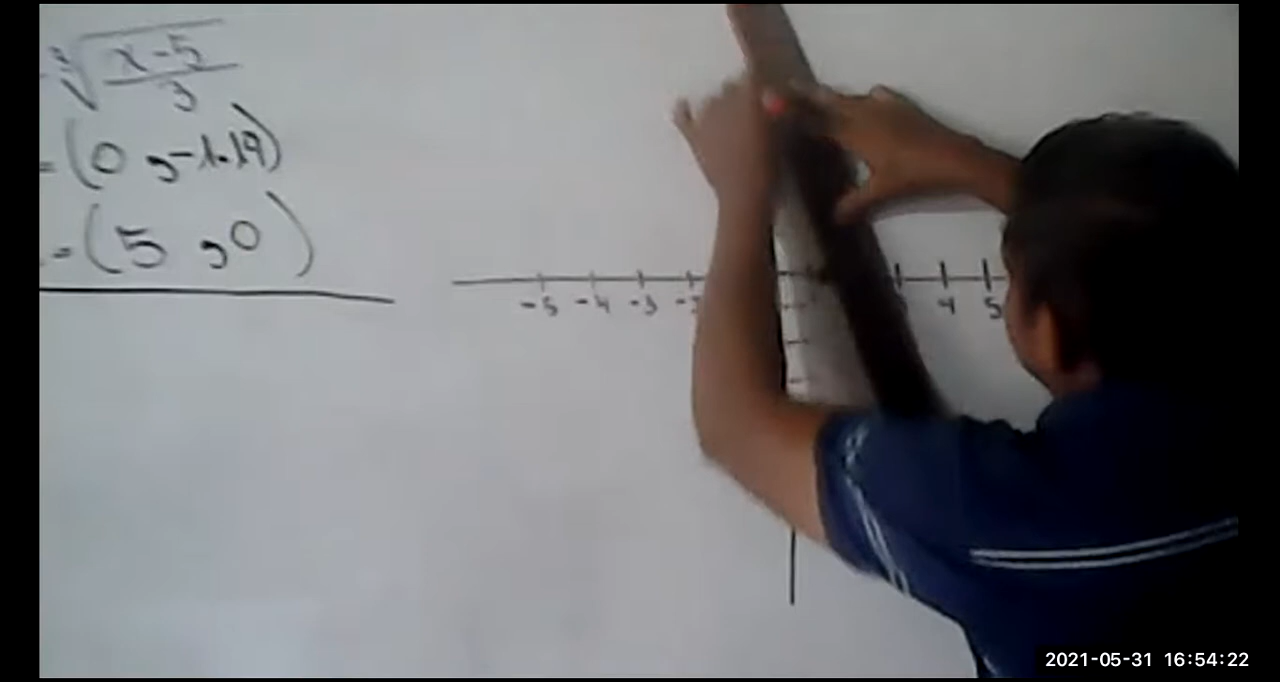 ∛((x-5)/3)
=(0,-1.19)
=(5,0)
-5 -4 -3 4 5
2021-05-31 16:54:22